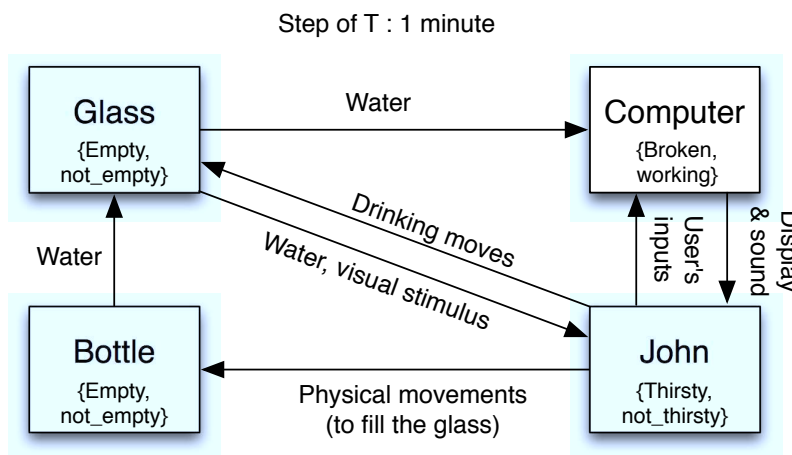 Step of T : 1 minute
Glass
{Empty,
not_empty}
Water
Computer
{Broken,
working}
Drinking moves
Water, visual stimulus
User's
inputs
Display
& sound
Water
Bottle
{Empty,
not_empty}
Physical movements
(to fill the glass)
John
{Thirsty,
not_thirsty}